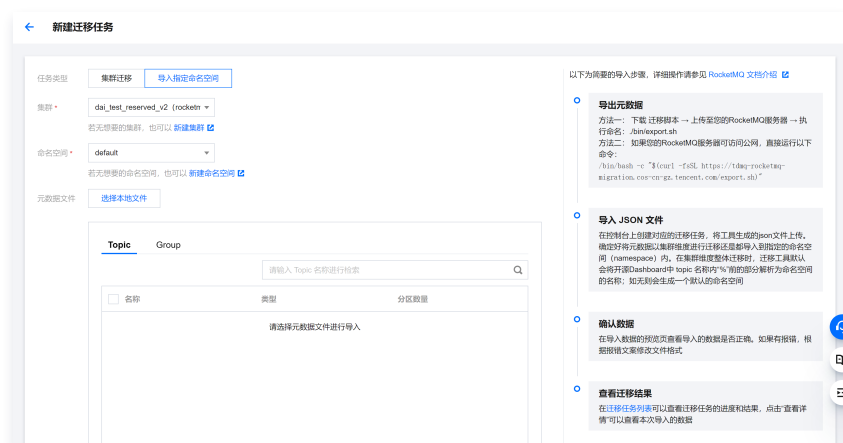 新建迁移任务
任务类型
集群迁移
导入指定命名空间
集群 *
dai_test_reserved_v2 (rocketn
若无想要的集群，也可以 新建集群
命名空间 *
default
若无想要的命名空间，也可以 新建命名空间
元数据文件
选择本地文件
Topic
Group
请输入 Topic 名称进行检索
名称
类型
分区数量
请选择元数据文件进行导入
以下为简要的导入步骤，详细操作请参见 RocketMQ 文档介绍
导出元数据
方法一： 下载 迁移脚本 → 上传至您的RocketMQ服务器 → 执
行命名：./bin/export.sh
方法二： 如果您的RocketMQ服务器可访问公网，直接运行以下
命令：
/bin/bash -c "$(curl -fsSL https://tdmq-rocketmq-
migration.cos-cn-gz.tencent.com/export.sh)"
导入 JSON 文件
在控制台上创建对应的迁移任务，将工具生成的json文件上传。
确定好将元数据以集群维度进行迁移还是都导入到指定的命名空
间（namespace）内。在集群维度整体迁移时，迁移工具默认
会将开源Dashboard中 topic 名称内“%”前的部分解析为命名空间
的名称；如无则会生成一个默认的命名空间
确认数据
在导入数据的预览页查看导入的数据是否正确。如果有报错，根
据报错文案修改文件格式
查看迁移结果
在迁移任务列表可以查看迁移任务的进度和结果，点击“查看详
情”可以查看本次导入的数据